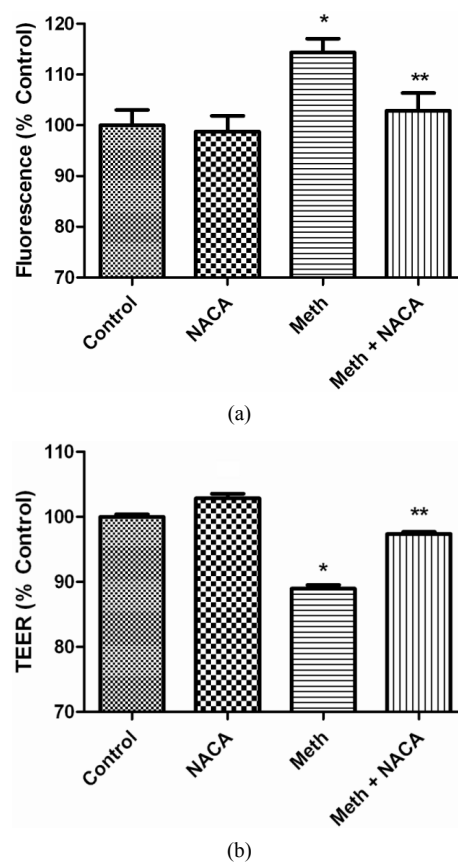 Fluorescence (% Control)
120
110
100
90
80
70
*
**
Control
NACA
Meth
Meth + NACA
(a)
TEER (% Control)
110
100
90
80
70
*
**
Control
NACA
Meth
Meth + NACA
(b)